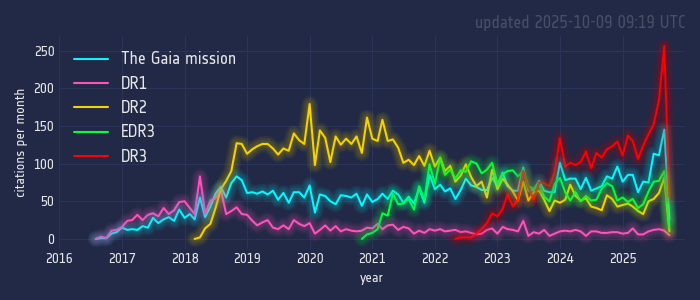 updated 2025-10-09 09:19 UTC
The Gaia mission
DR1
DR2
EDR3
DR3
citations per month
250
200
150
100
50
0
2016 2017 2018 2019 2020 2021 2022 2023 2024 2025
year